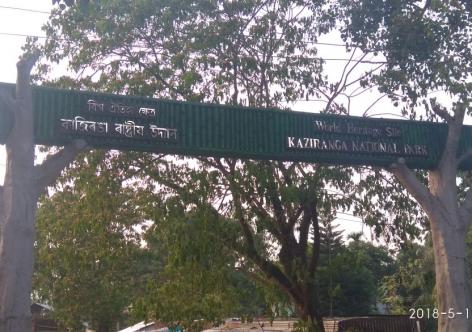 বিশ্ব ঐতিহ্য ক্ষেত্ৰ
কাজিৰঙা ৰাষ্ট্ৰীয় উদ্যান
World Heritage Site
KAZIRANGA NATIONAL PARK
2018-5-1